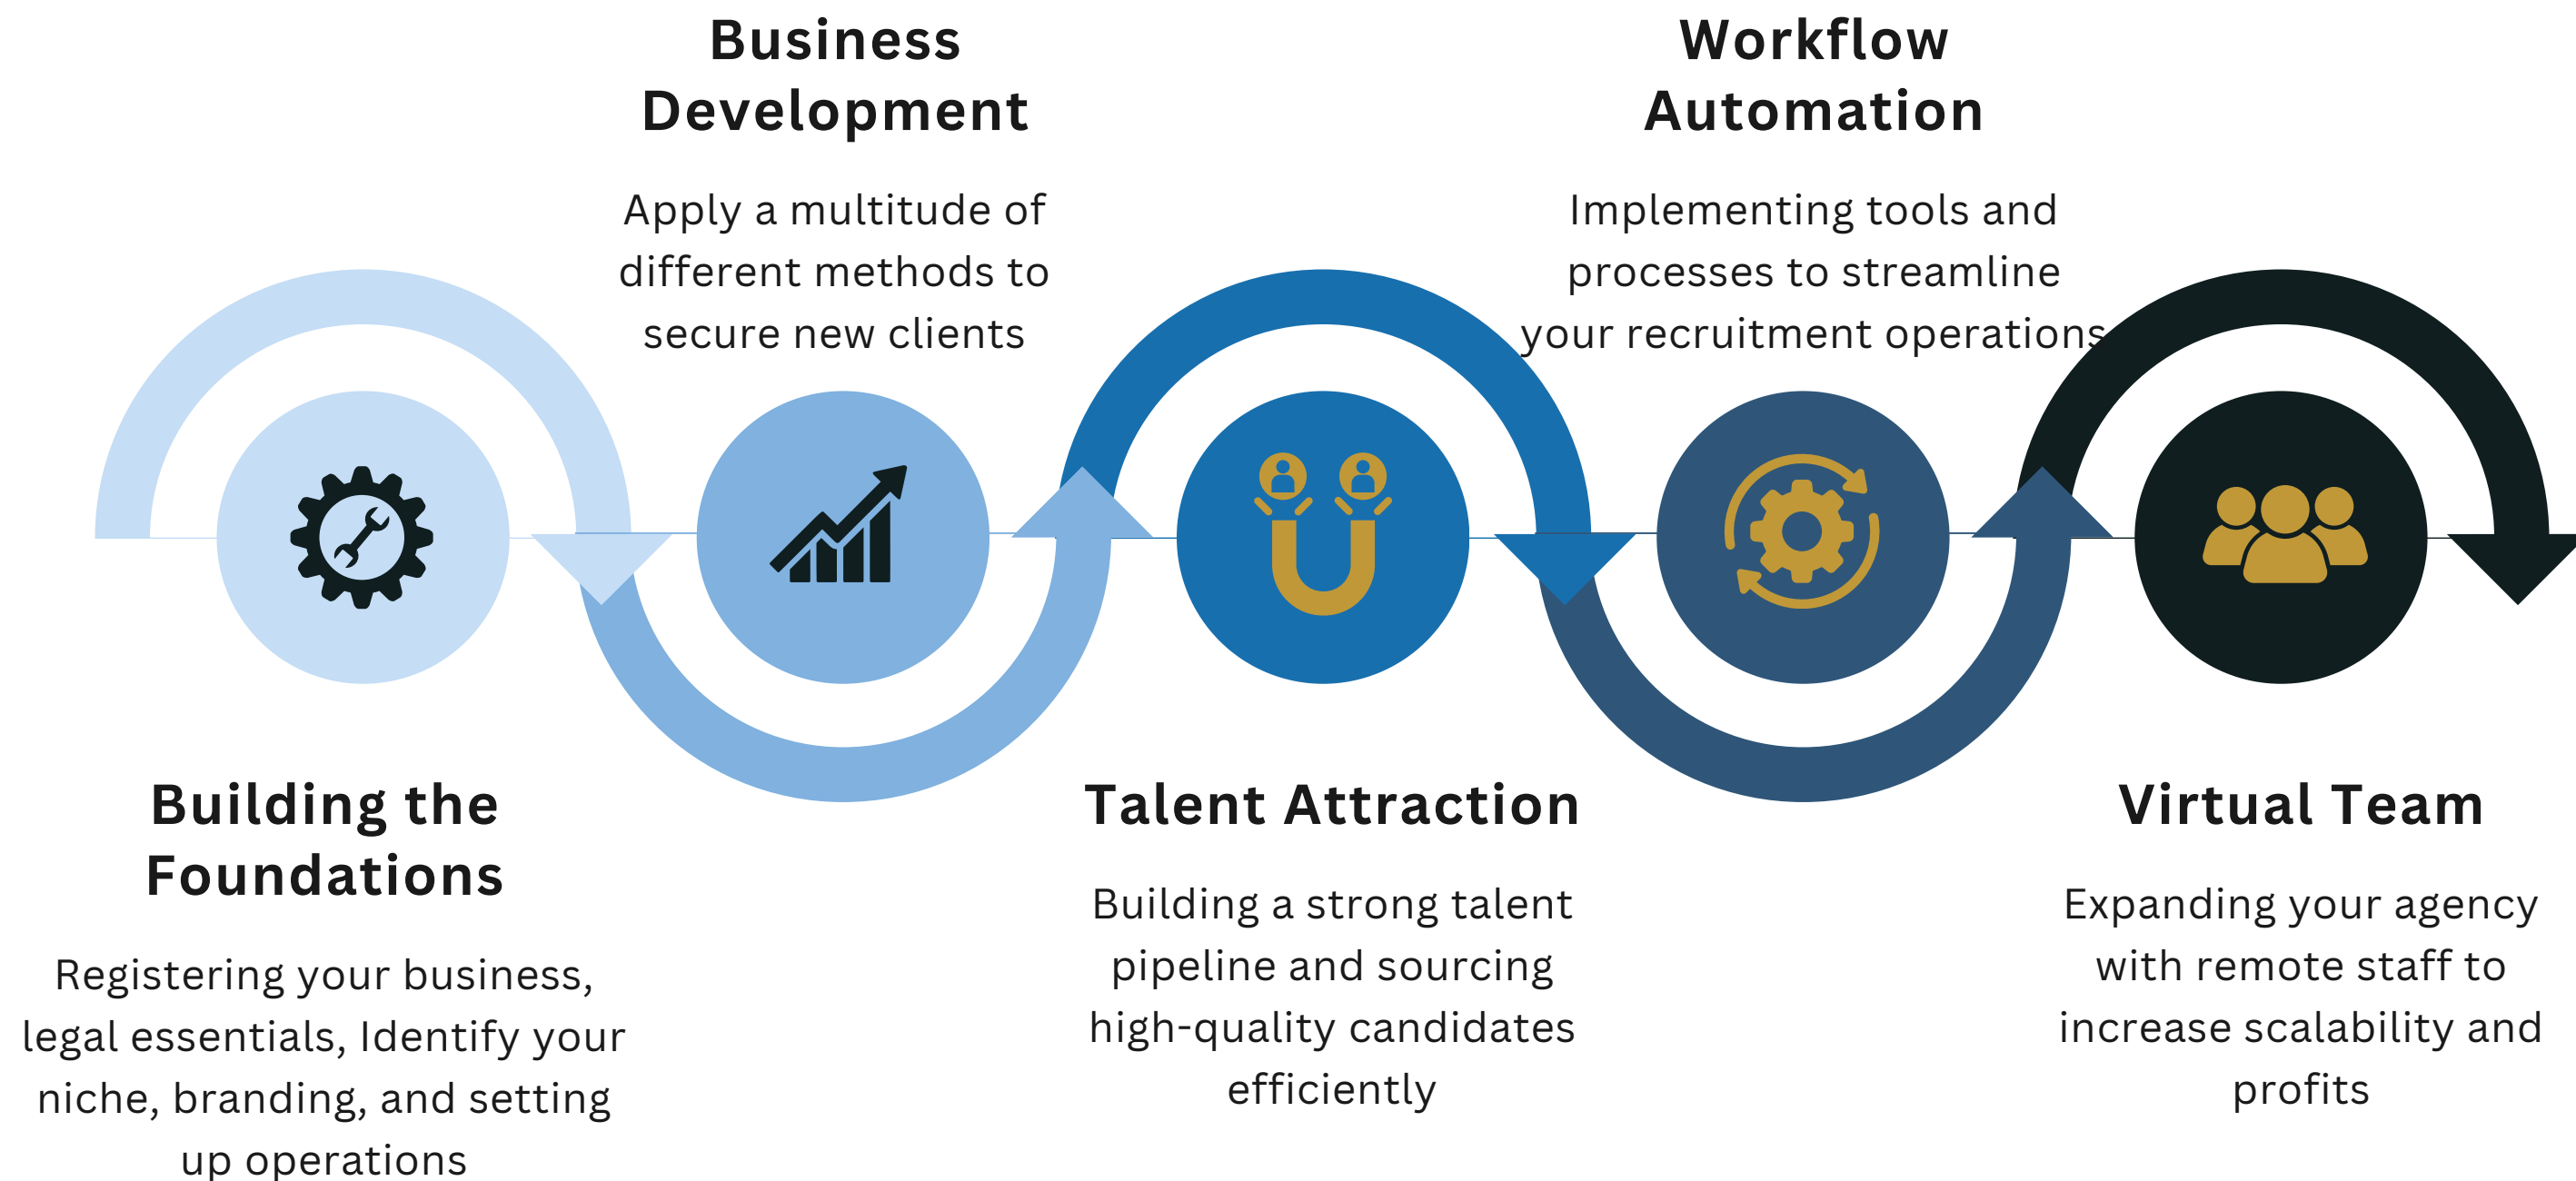 Building the
Foundations
Registering your business,
legal essentials, Identify your
niche, branding, and setting
up operations
Business
Development
Apply a multitude of
different methods to
secure new clients
Talent Attraction
Building a strong talent
pipeline and sourcing
high-quality candidates
efficiently
Workflow
Automation
Implementing tools and
processes to streamline
your recruitment operations
Virtual Team
Expanding your agency
with remote staff to
increase scalability and
profits